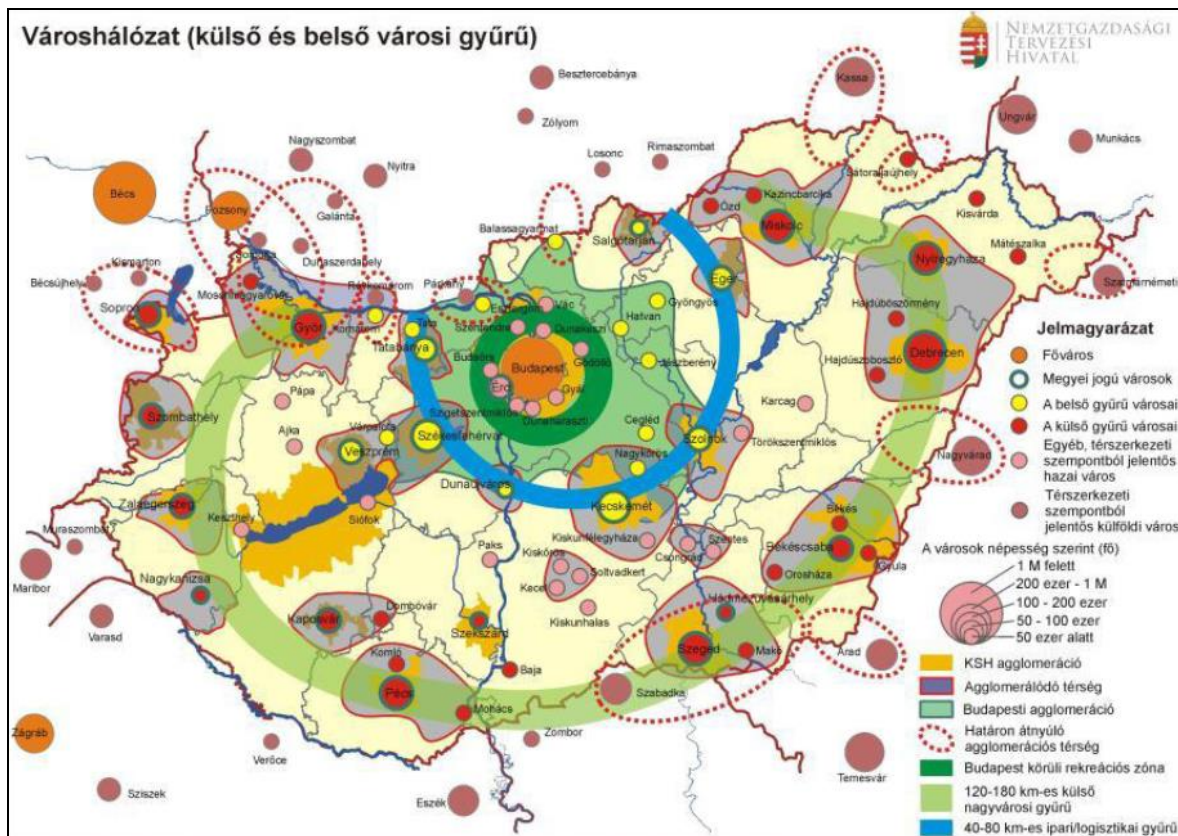 Városhálózat (külső és belső városi gyűrű)
NEMZETGAZDASÁGI
TERVEZÉSI
HIVATAL
Besztercebánya
Kassa
Zólyom
Ungvár
Munkács
Nagyszombat
Nyitra
Losonc
Rimaszombat
Bécs
Pozsony
Galánta
Sátoraljaújhely
Kazincbarcika
Ózd
Kisvárda
Balassagyarmat
Salgótarján
Miskolc
Mátészalka
Kismarton
Bécsújhely
Dunaszerdahely
Mosonmagyaróvár
Párkány
Eger
Nyíregyháza
Szatmárnémeti
Sopron
Győr
Komárom
Esztergom
Vác
Gyöngyös
Hatvan
Hajdúböszörmény
Tata
Tatabánya
Szentendre
Dunakeszi
Gödöllő
Jászberény
Debrecen
Hajdúszoboszló
Budaörs
Budapest
Érd
Gyál
Pápa
Szombathely
Szigetszentmiklós
Dunaharaszti
Karcag
Ajka
Várpalota
Székesfehérvár
Cegléd
Szolnok
Törökszentmiklós
Veszprém
Nagykőrös
Nagyvárad
Zalaegerszeg
Keszthely
Siófok
Dunaújváros
Kecskemét
Békés
Muraszombat
Paks
Kiskunfélegyháza
Szentes
Csongrád
Békéscsaba
Gyula
Maribor
Nagykanizsa
Kiskőrös
Soltvadkert
Kecel
Orosháza
Hódmezővásárhely
Varasd
Dombóvár
Kaposvár
Szekszárd
Kiskunhalas
Komló
Baja
Szeged
Makó
Arad
Pécs
Mohács
Szabadka
Zágráb
Verőce
Zombor
Temesvár
Sziszek
Eszék
Jelmagyarázat
Főváros
Megyei jogú városok
A belső gyűrű városai
A külső gyűrű városai
Egyéb, térszerkezeti
szempontból jelentős
hazai város
Térszerkezeti
szempontból
jelentős külföldi város
A városok népesség szerint (fő)
1 M felett
200 ezer - 1 M
100 - 200 ezer
50 - 100 ezer
50 ezer alatt
KSH agglomeráció
Agglomerálódó térség
Budapesti agglomeráció
Határon átnyúló
agglomerációs térség
Budapest körüli rekreációs zóna
120-180 km-es külső
nagyvárosi gyűrű
40-80 km-es ipari/logisztikai gyűrű